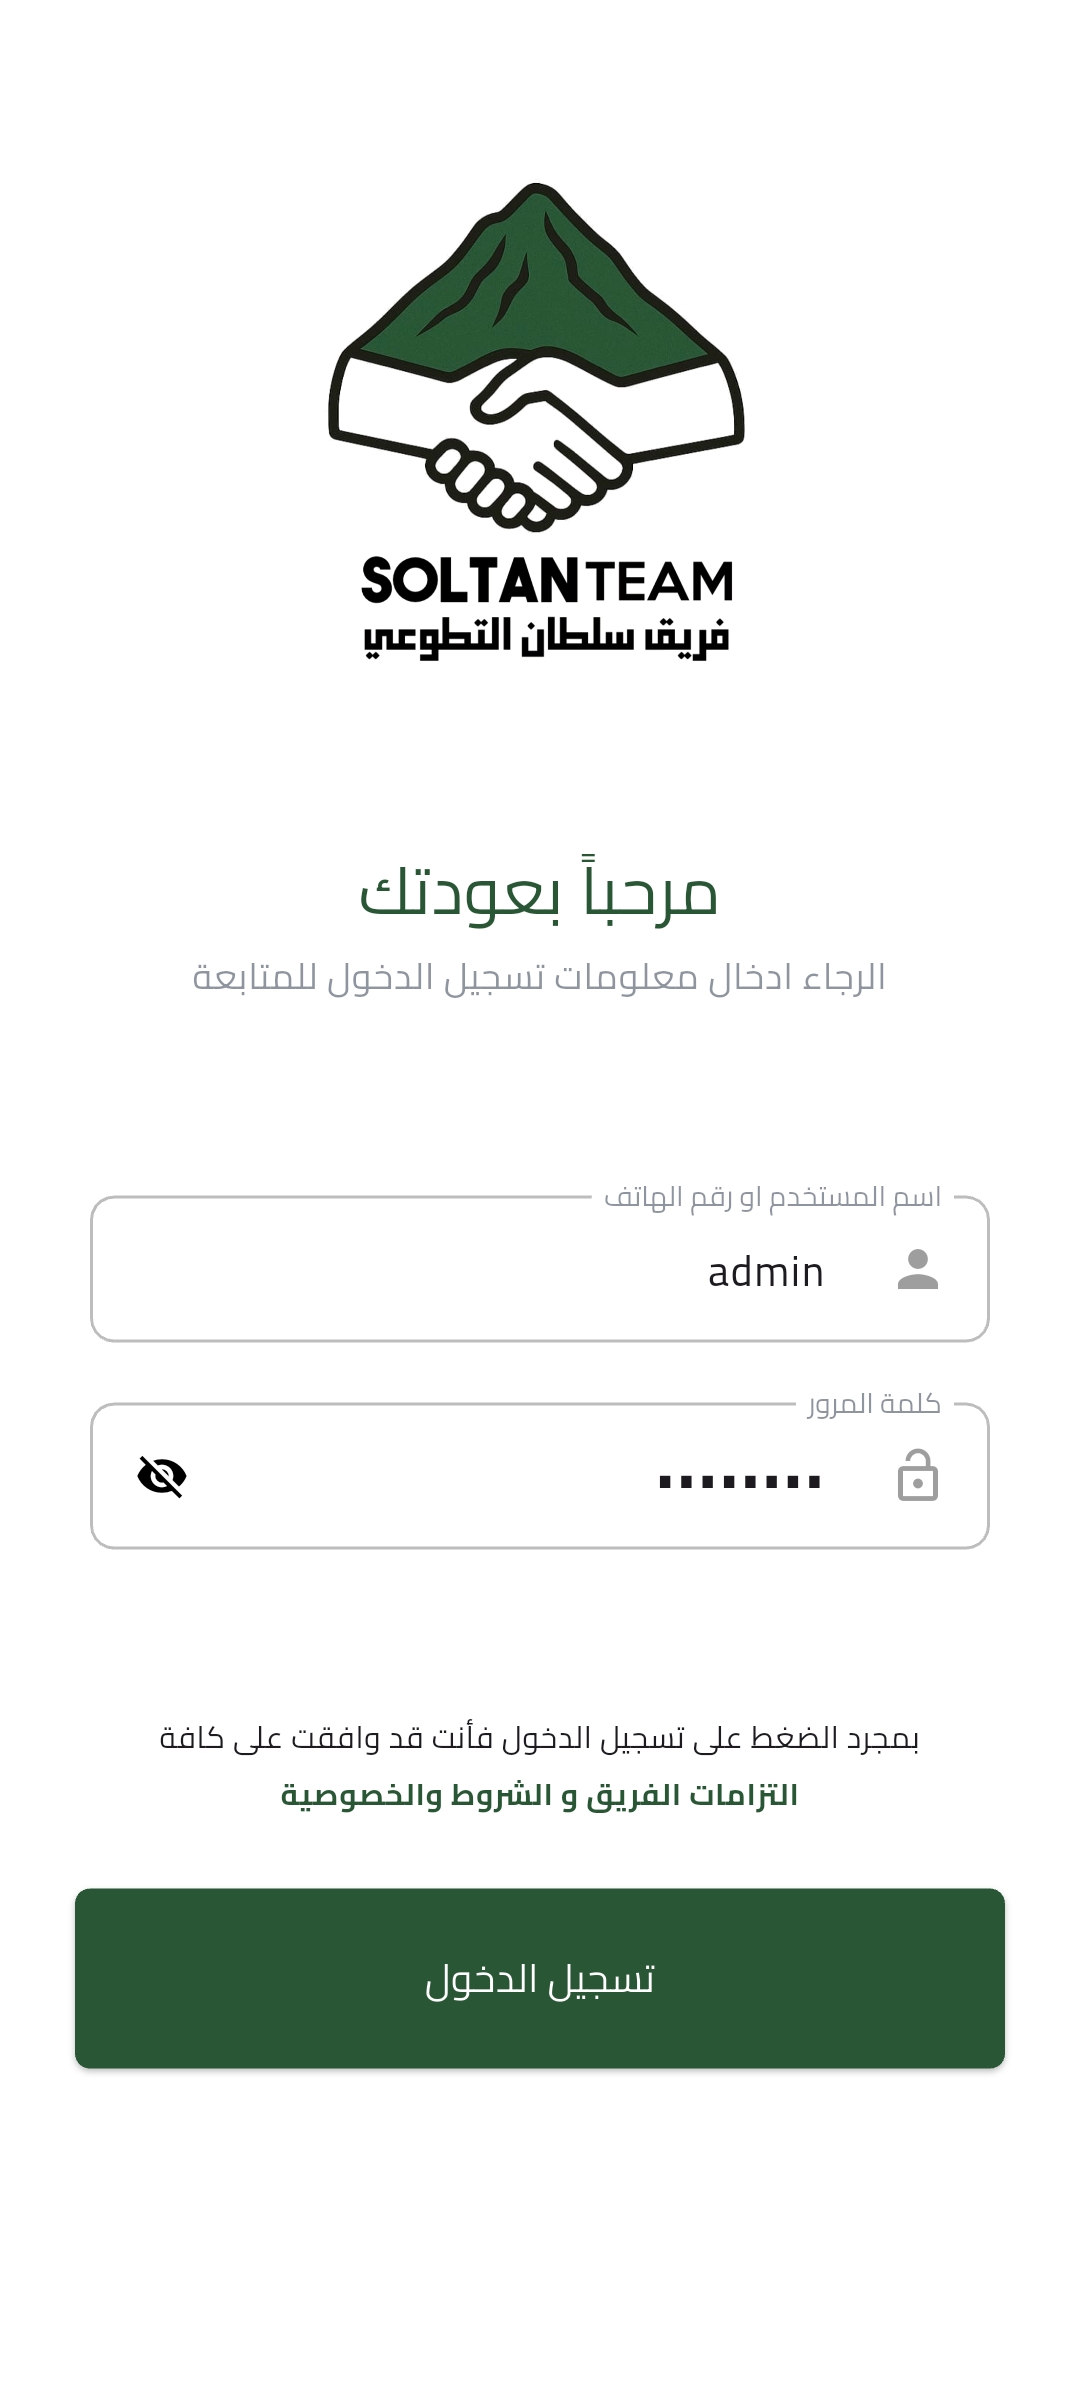 SOLTAN TEAM
فريق سلطان التطوعي
مرحباً بعودتك
الرجاء ادخال معلومات تسجيل الدخول للمتابعة
اسم المستخدم او رقم الهاتف
admin
كلمة المرور
بمجرد الضغط على تسجيل الدخول فأنت قد وافقت على كافة
التزامات الفريق و الشروط والخصوصية
تسجيل الدخول